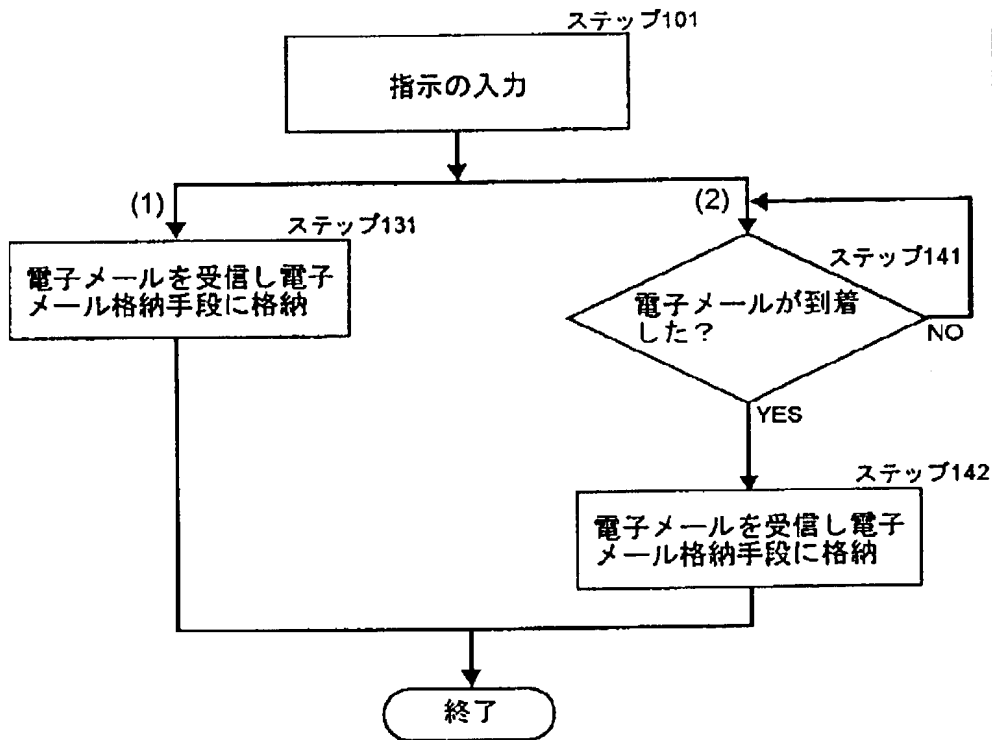 ステップ101
指示の入力
(1)
(2)
ステップ131
電子メールを受信し電子
メール格納手段に格納
ステップ141
電子メールが到着
した？
NO
YES
ステップ142
電子メールを受信し電子
メール格納手段に格納
終了